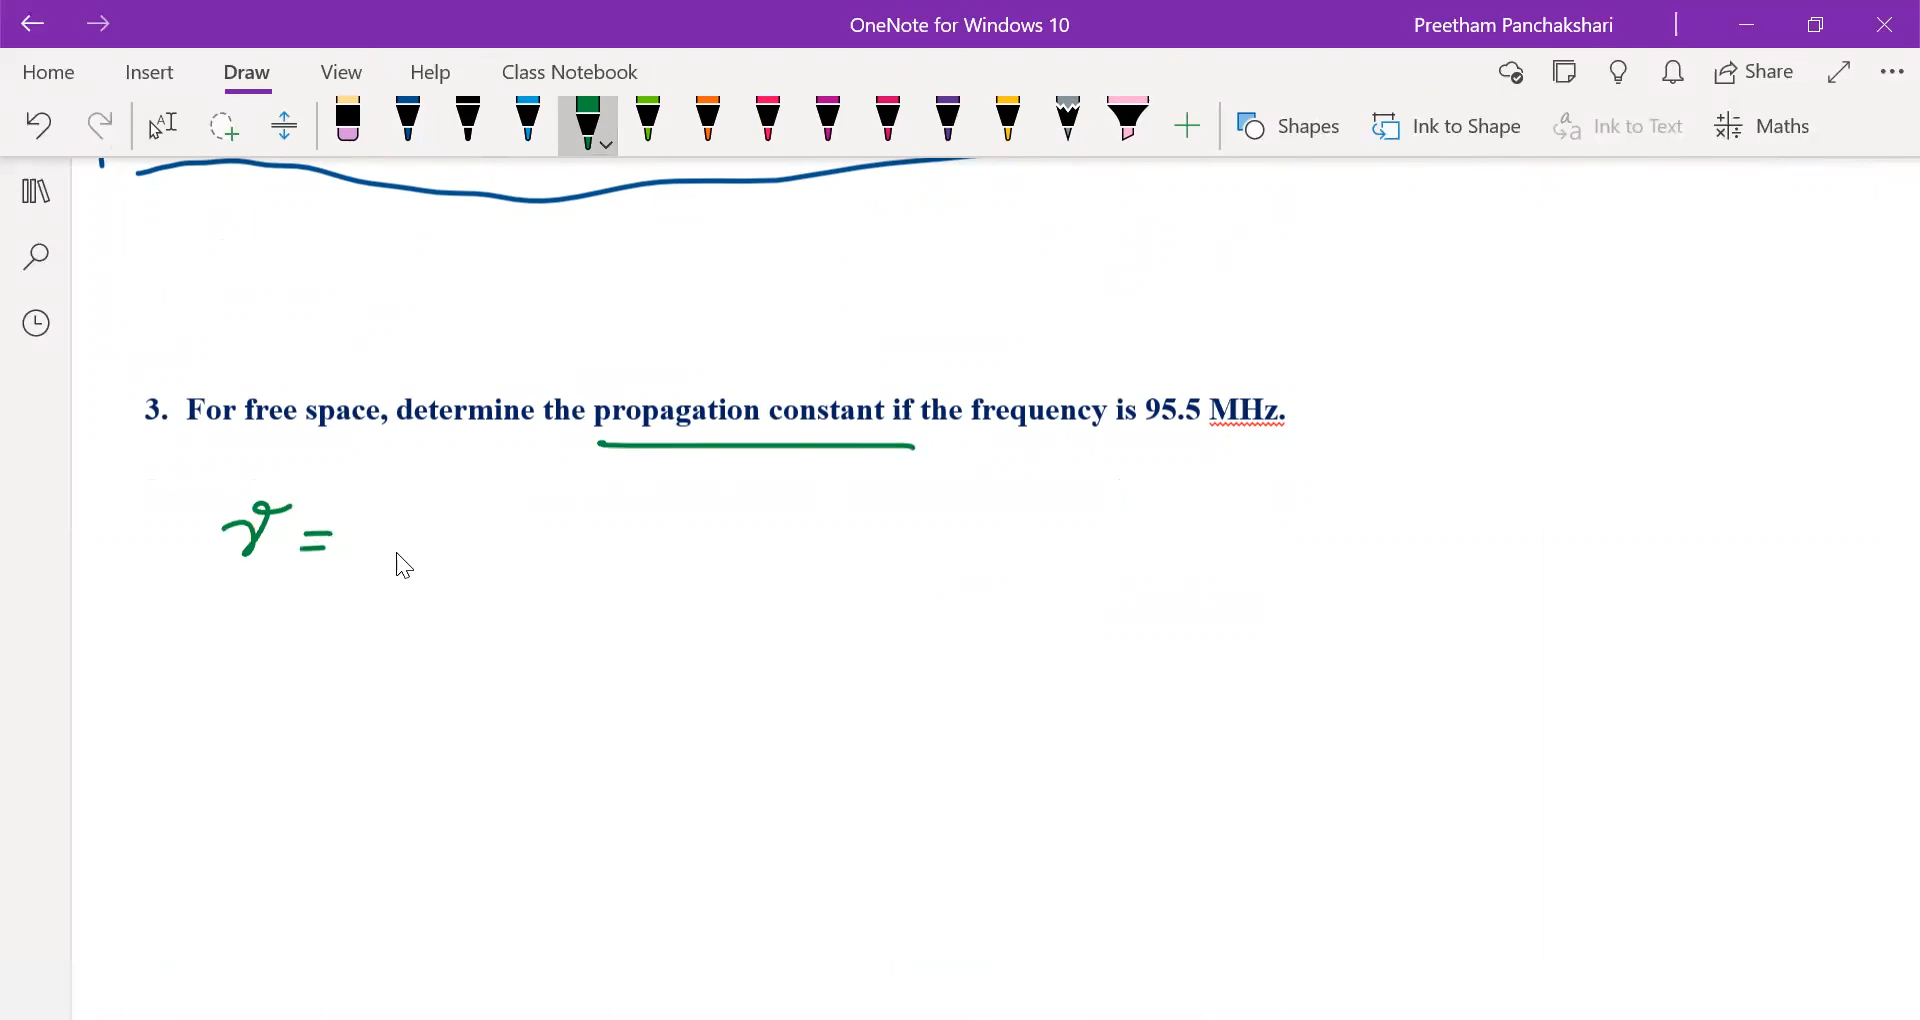 OneNote for Windows 10
Preetham Panchakshari
Home Insert Draw View Help Class Notebook
Share
Shapes Ink to Shape Ink to Text Maths
3. For free space, determine the propagation constant if the frequency is 95.5 MHz.
γ =